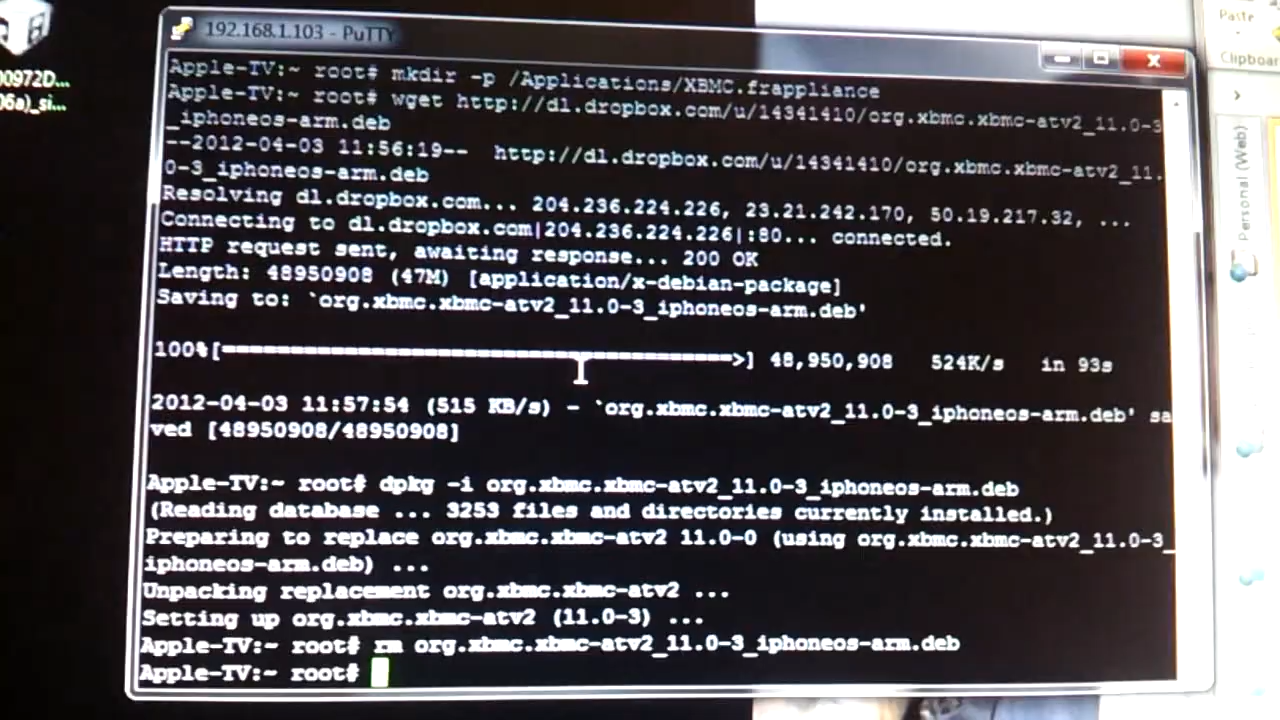 192.168.1.103 - PuTTY
Paste
Clipboar
00972D...
06a)_si...
Personal (Web)
Apple-TV:~ root# mkdir -p /Applications/XBMC.frappliance
Apple-TV:~ root# wget http://dl.dropbox.com/u/14341410/org.xbmc.xbmc-atv2_11.0-3
_iphoneos-arm.deb
--2012-04-03 11:56:19--  http://dl.dropbox.com/u/14341410/org.xbmc.xbmc-atv2_11.
0-3_iphoneos-arm.deb
Resolving dl.dropbox.com... 204.236.224.226, 23.21.242.170, 50.19.217.32, ...
Connecting to dl.dropbox.com|204.236.224.226|:80... connected.
HTTP request sent, awaiting response... 200 OK
Length: 48950908 (47M) [application/x-debian-package]
Saving to: `org.xbmc.xbmc-atv2_11.0-3_iphoneos-arm.deb'
100%[======================================>] 48,950,908   524K/s   in 93s
2012-04-03 11:57:54 (515 KB/s) - `org.xbmc.xbmc-atv2_11.0-3_iphoneos-arm.deb' sa
ved [48950908/48950908]
Apple-TV:~ root# dpkg -i org.xbmc.xbmc-atv2_11.0-3_iphoneos-arm.deb
(Reading database ... 3253 files and directories currently installed.)
Preparing to replace org.xbmc.xbmc-atv2 11.0-0 (using org.xbmc.xbmc-atv2_11.0-3_
iphoneos-arm.deb) ...
Unpacking replacement org.xbmc.xbmc-atv2 ...
Setting up org.xbmc.xbmc-atv2 (11.0-3) ...
Apple-TV:~ root# rm org.xbmc.xbmc-atv2_11.0-3_iphoneos-arm.deb
Apple-TV:~ root#